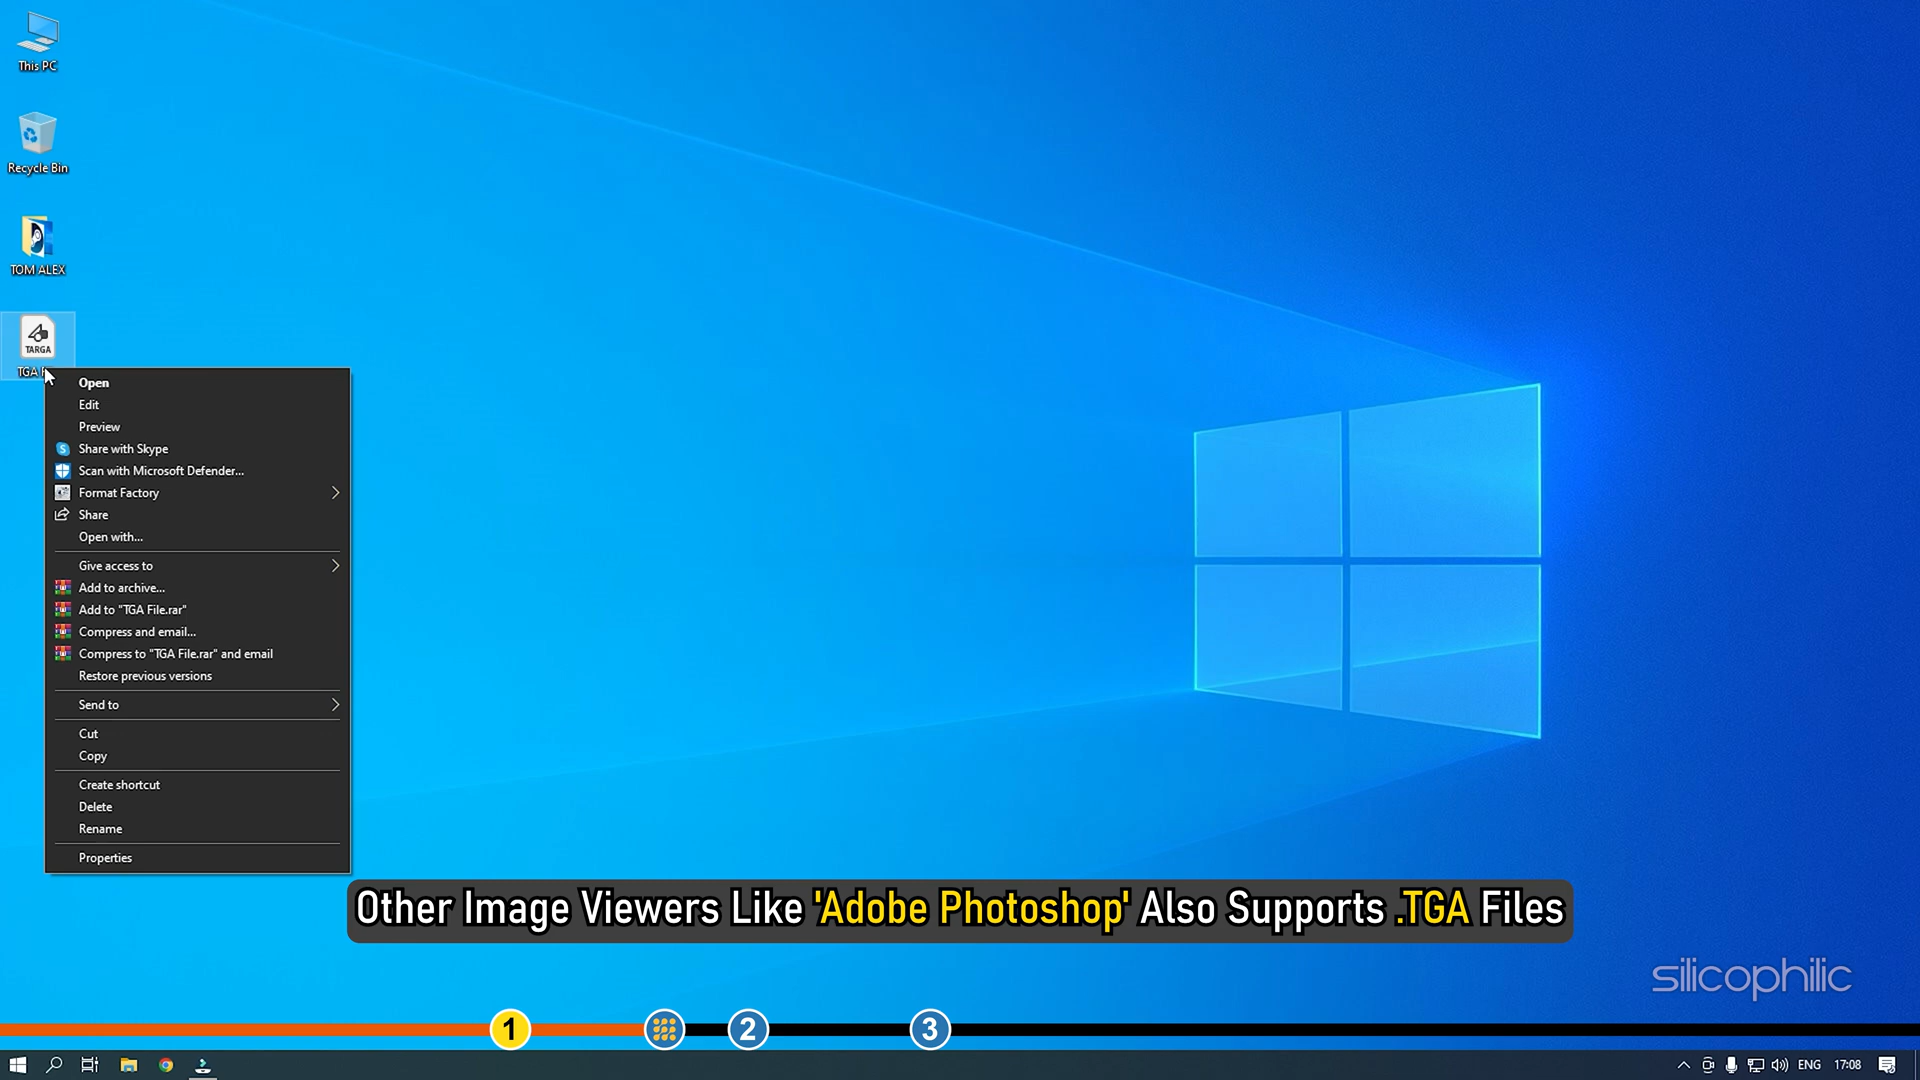 This PC
Recycle Bin
TOM ALEX
TARGA
TGA
Open
Edit
Preview
Share with Skype
Scan with Microsoft Defender...
Format Factory
Share
Open with...
Give access to
Add to archive...
Add to "TGA File.rar"
Compress and email...
Compress to "TGA File.rar" and email
Restore previous versions
Send to
Cut
Copy
Create shortcut
Delete
Rename
Properties
Other Image Viewers Like 'Adobe Photoshop' Also Supports .TGA Files
silicophilic
1 2 3
ENG 17:08